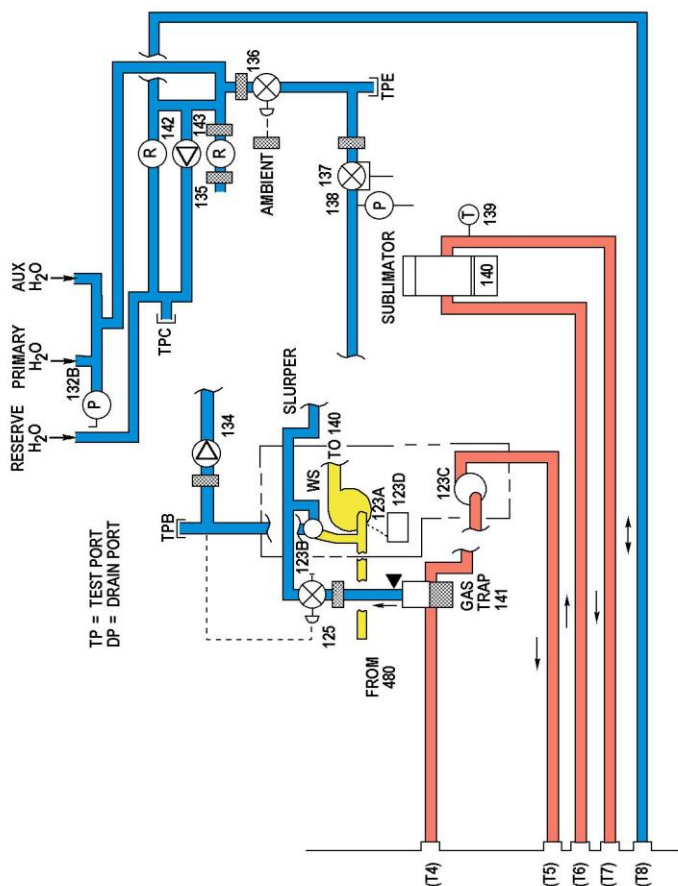 TP = TEST PORT
DP = DRAIN PORT
RESERVE
H₂O
PRIMARY
H₂O
AUX
H₂O
132B
P
TPC
R
142
143
R
135
136
AMBIENT
TPE
138
137
P
TPB
134
SLURPER
WS
TO 140
123B
123A
123D
123C
125
FROM
480
GAS
TRAP
141
SUBLIMATOR
140
T
139
(T4)
(T5)
(T6)
(T7)
(T8)